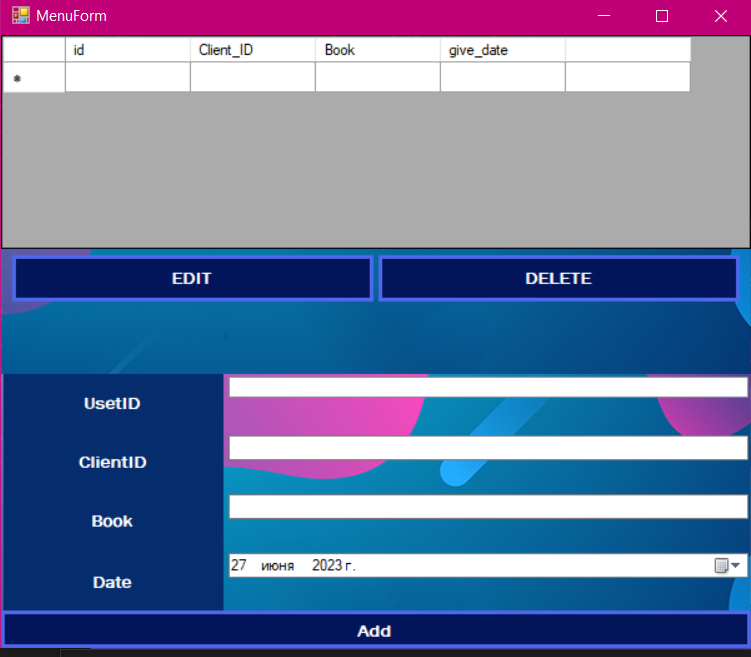 MenuForm
id Client_ID Book give_date
EDIT DELETE
UsetID
ClientID
Book
27 июня 2023 г.
Date
Add